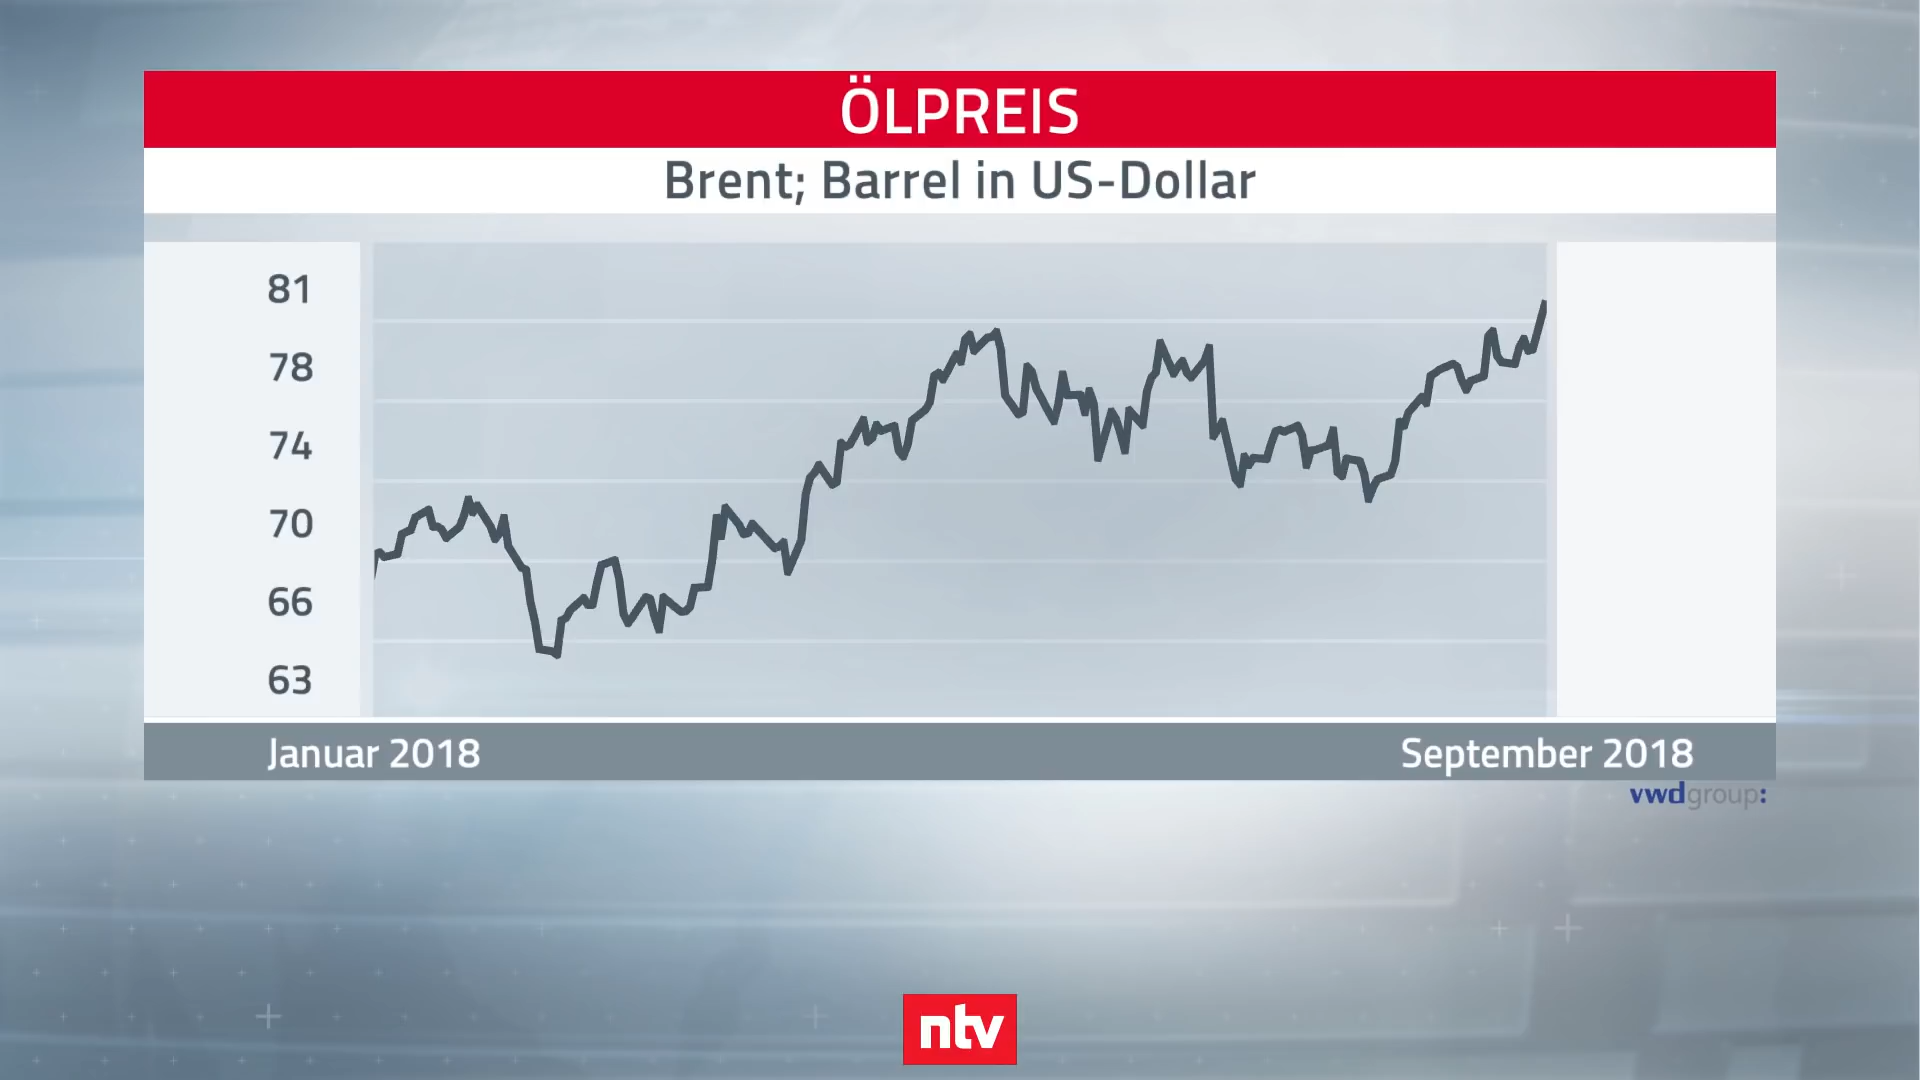 ÖLPREIS
Brent; Barrel in US-Dollar
81
78
74
70
66
63
Januar 2018
September 2018
vwdgroup:
ntv